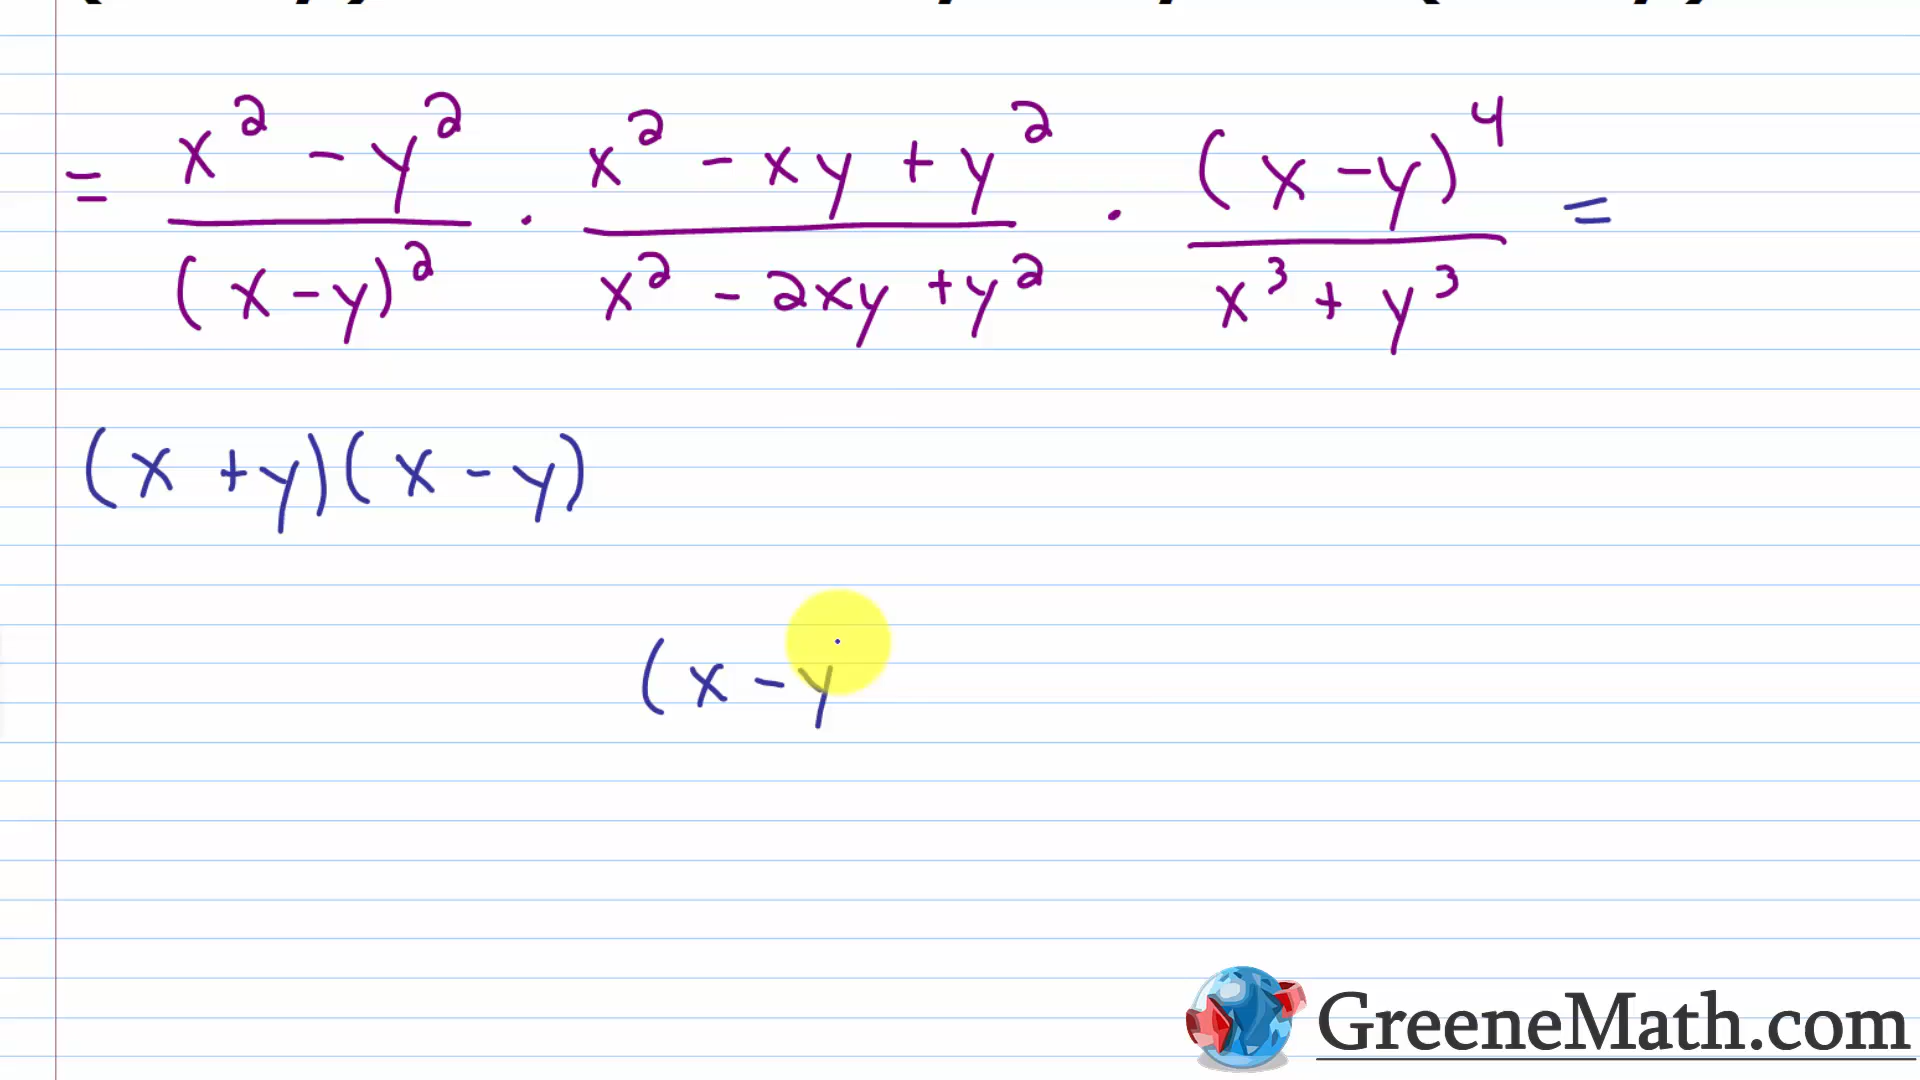 = x² - y² / (x - y)² · x² - xy + y² / x² - 2xy + y² · (x - y)⁴ / x³ + y³ =
(x + y)(x - y)
(x - y
GreeneMath.com